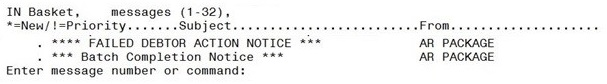 IN Basket, messages (1-32),
*=New/!=Priority.......Subject..........................From....................
. **** FAILED DEBTOR ACTION NOTICE *** AR PACKAGE
. *** Batch Completion Notice *** AR PACKAGE
Enter message number or command: